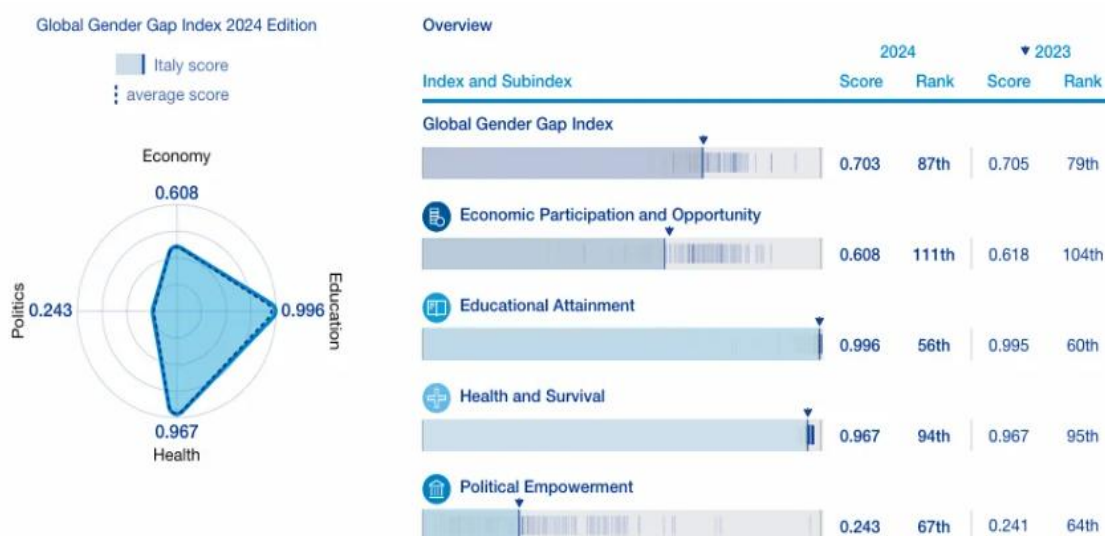 Global Gender Gap Index 2024 Edition
Italy score
average score
Economy
0.608
Politics
0.243
0.996
Education
0.967
Health
Overview
2024
2023
Index and Subindex
Score Rank Score Rank
Global Gender Gap Index
0.703 87th 0.705 79th
Economic Participation and Opportunity
0.608 111th 0.618 104th
Educational Attainment
0.996 56th 0.995 60th
Health and Survival
0.967 94th 0.967 95th
Political Empowerment
0.243 67th 0.241 64th